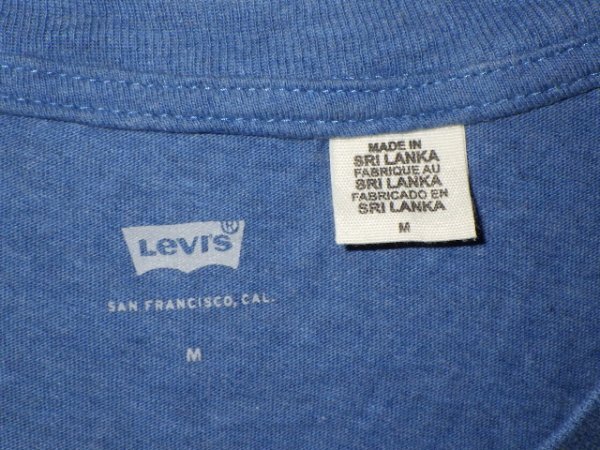 MADE IN
SRI LANKA
FABRIQUE AU
SRI LANKA
FABRICADO EN
SRI LANKA
M
Levi's®
SAN FRANCISCO, CAL.
M